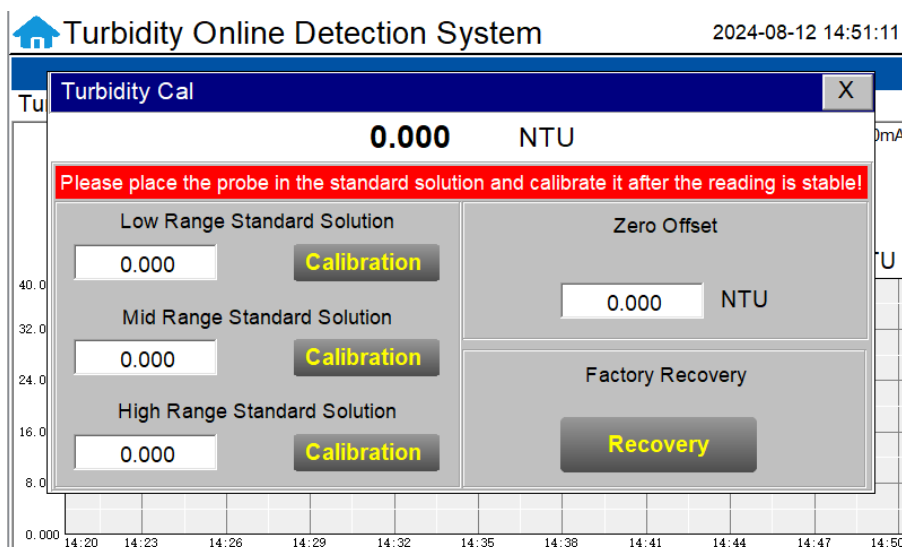 Turbidity Online Detection System
2024-08-12 14:51:11
Turbidity Cal
X
Tu
0.000 NTU
0mA
Please place the probe in the standard solution and calibrate it after the reading is stable!
Low Range Standard Solution
0.000 Calibration
Mid Range Standard Solution
0.000 Calibration
High Range Standard Solution
0.000 Calibration
Zero Offset
0.000 NTU
Factory Recovery
Recovery
TU
40.0
32.0
24.0
16.0
8.0
0.000
14:20 14:23 14:26 14:29 14:32 14:35 14:38 14:41 14:44 14:47 14:50